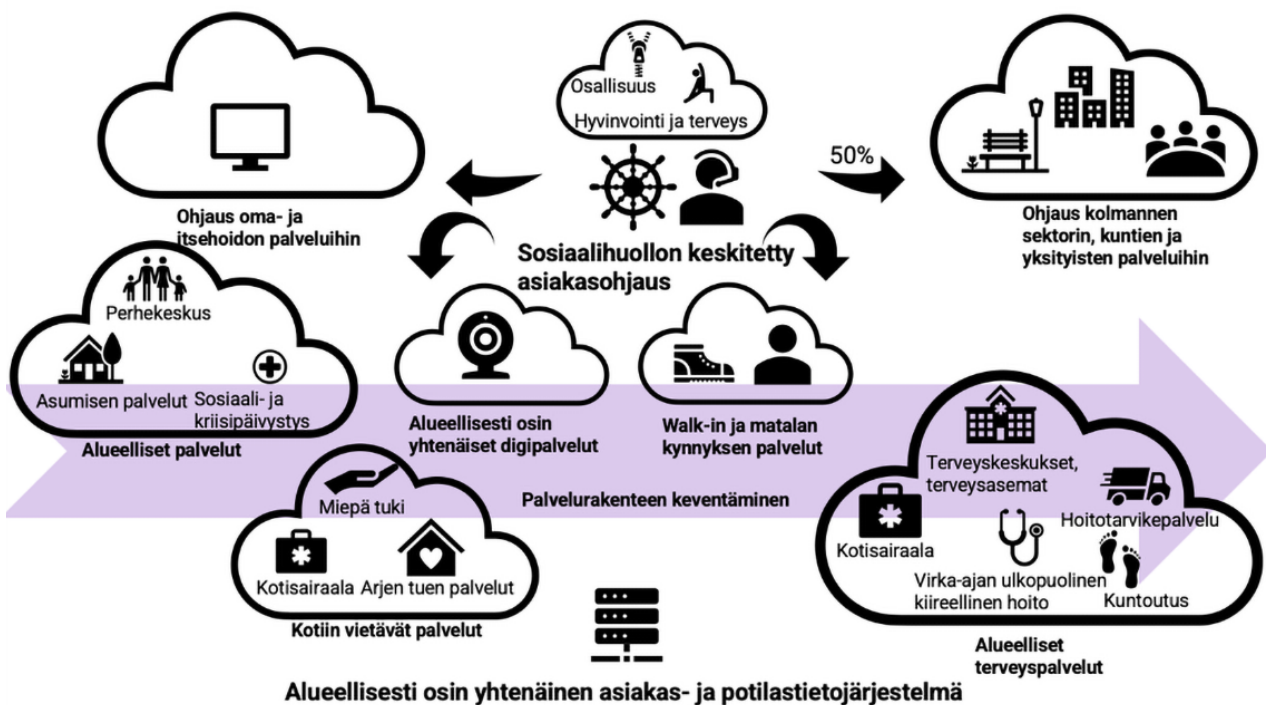 Osallisuus
Hyvinvointi ja terveys
50%
Ohjaus oma- ja
itsehoidon palveluihin
Sosiaalihuollon keskitetty
asiakasohjaus
Ohjaus kolmannen
sektorin, kuntien ja
yksityisten palveluihin
Perhekeskus
Asumisen palvelut
Sosiaali- ja
kriisipäivystys
Alueelliset palvelut
Alueellisesti osin
yhtenäiset digipalvelut
Walk-in ja matalan
kynnyksen palvelut
Palvelurakenteen keventäminen
Miepä tuki
Kotisairaala
Arjen tuen palvelut
Kotiin vietävät palvelut
Terveyskeskukset,
terveysasemat
Hoitotarvikepalvelu
Kotisairaala
Virka-ajan ulkopuolinen
kiireellinen hoito
Kuntoutus
Alueelliset
terveyspalvelut
Alueellisesti osin yhtenäinen asiakas- ja potilastietojärjestelmä